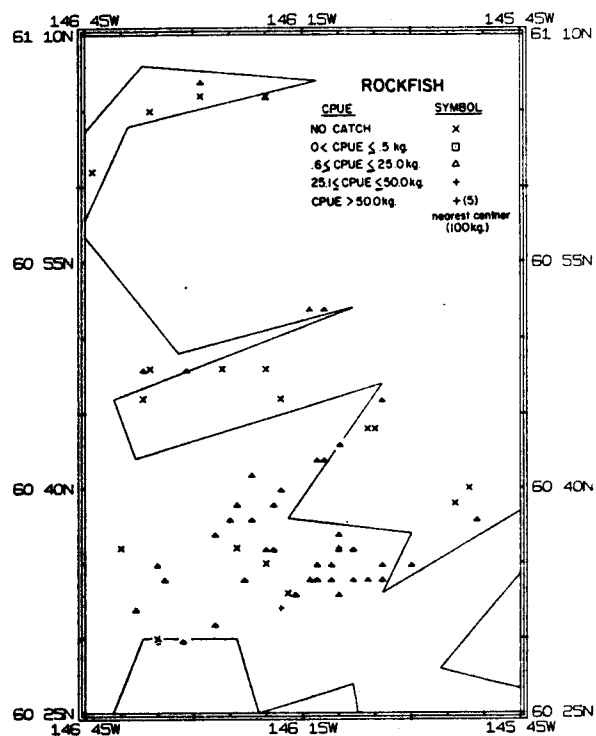 146 45W 146 15W 145 45W
61 10N 61 10N
ROCKFISH
CPUE SYMBOL
NO CATCH x
0 < CPUE ≤ .5 kg. □
.6 ≤ CPUE ≤ 25.0 kg. △
25.1 ≤ CPUE ≤ 50.0 kg. +
CPUE > 50.0 kg. + (5)
nearest centner
(100 kg.)
60 55N 60 55N
60 40N 60 40N
60 25N 60 25N
146 45W 146 15W 145 45W